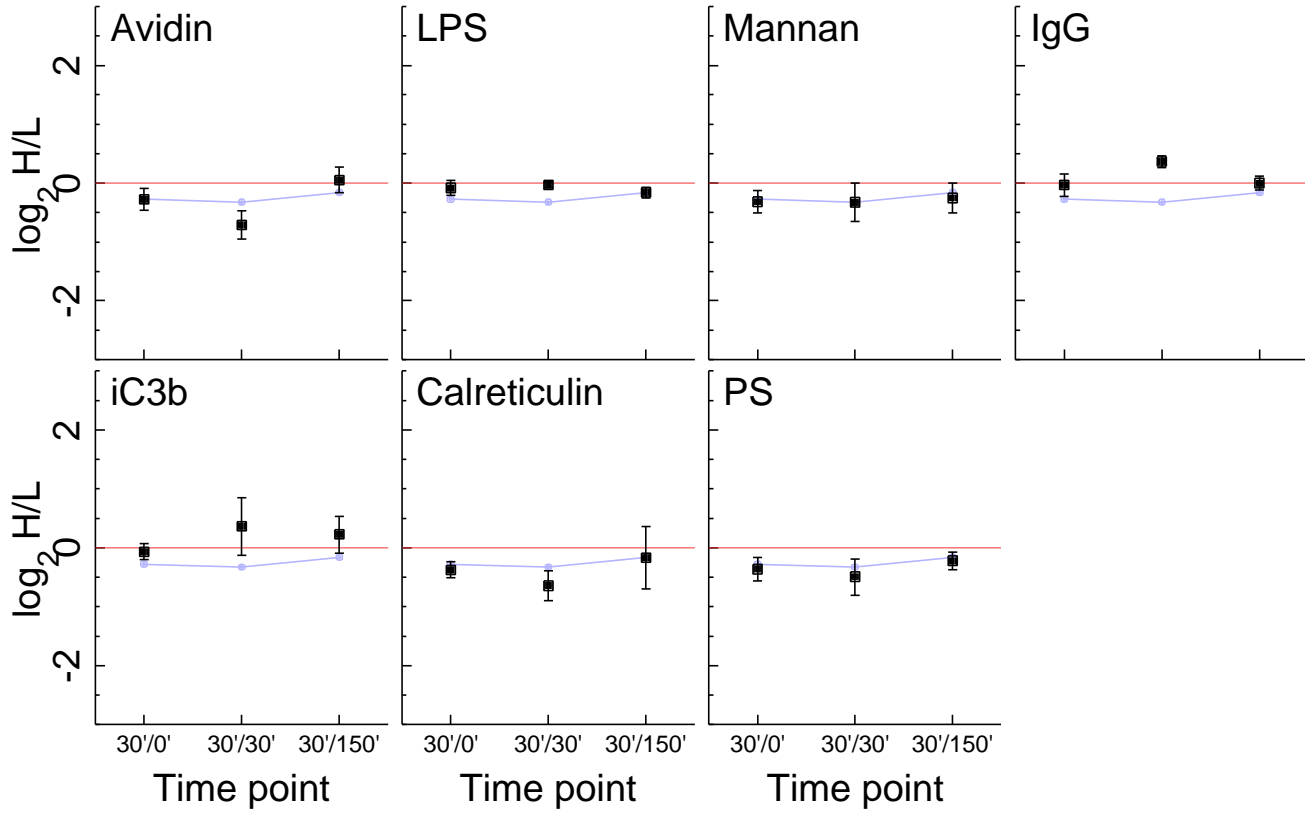 Avidin
LPS
Mannan
IgG
2
0
-2
log2 H/L
iC3b
Calreticulin
PS
2
0
-2
log2 H/L
30'/0' 30'/30' 30'/150'
30'/0' 30'/30' 30'/150'
30'/0' 30'/30' 30'/150'
Time point
Time point
Time point